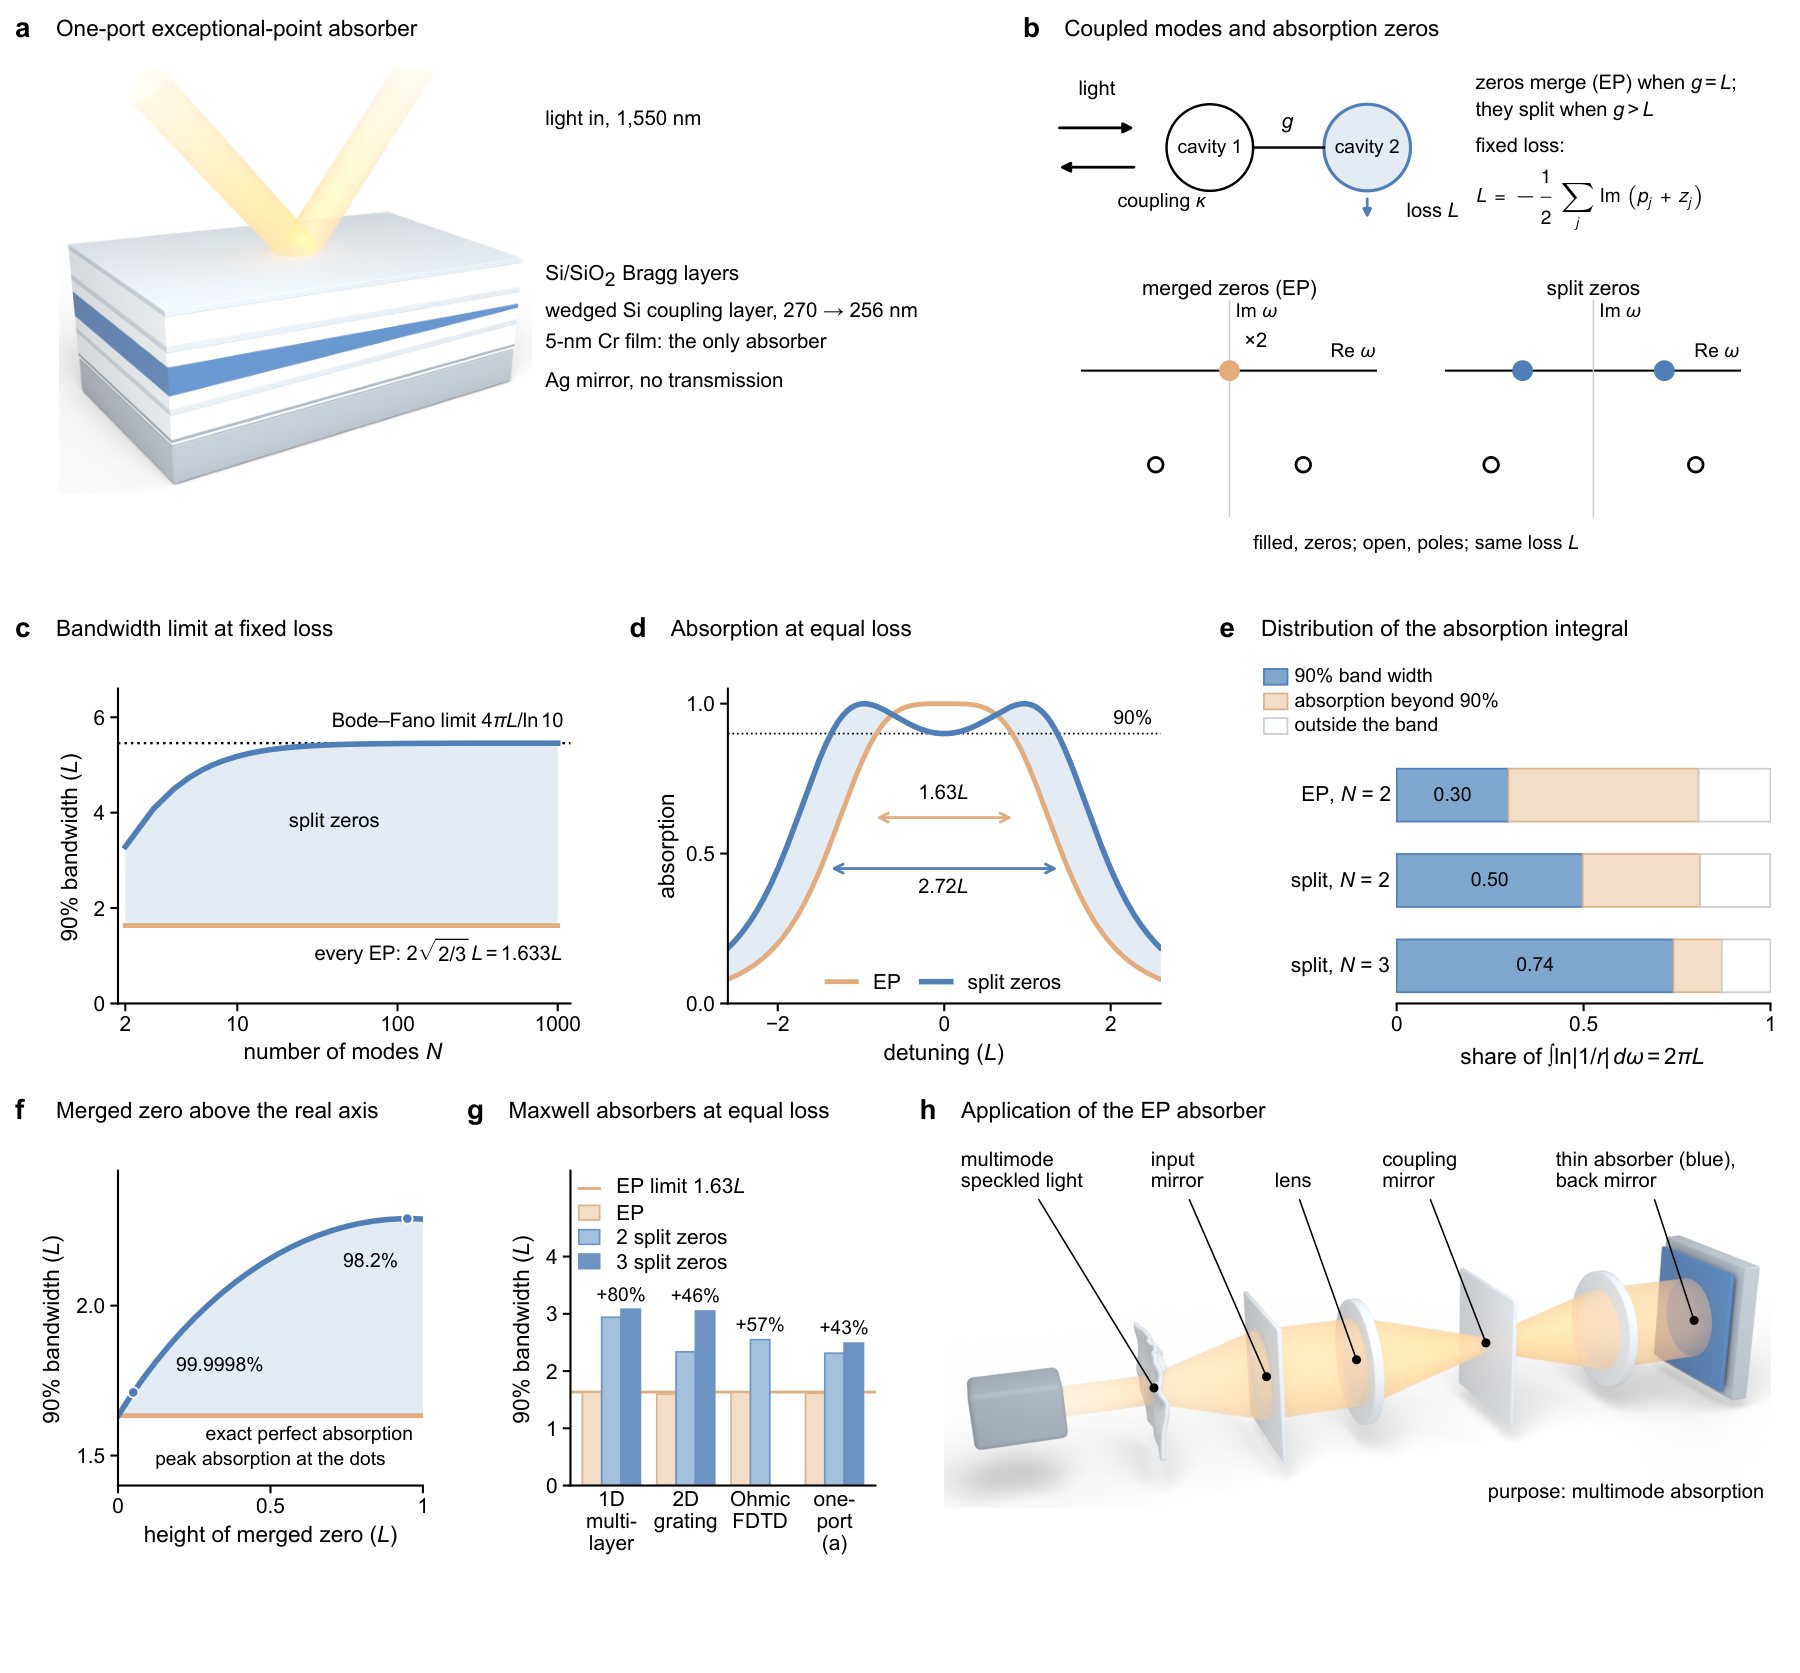 a One-port exceptional-point absorber
light in, 1,550 nm
Si/SiO2 Bragg layers
wedged Si coupling layer, 270 → 256 nm
5-nm Cr film: the only absorber
Ag mirror, no transmission
b Coupled modes and absorption zeros
light
cavity 1
g
cavity 2
coupling κ
loss L
zeros merge (EP) when g = L;
they split when g > L
fixed loss:
L = − 1/2 ∑j Im (pj + zj)
merged zeros (EP)
Im ω
×2
Re ω
split zeros
Im ω
Re ω
filled, zeros; open, poles; same loss L
c Bandwidth limit at fixed loss
90% bandwidth (L)
6
4
2
0
Bode–Fano limit 4πL/ln 10
split zeros
every EP: 2√2/3 L = 1.633L
2 10 100 1000
number of modes N
d Absorption at equal loss
absorption
1.0
0.5
0.0
90%
1.63L
2.72L
EP split zeros
−2 0 2
detuning (L)
e Distribution of the absorption integral
90% band width
absorption beyond 90%
outside the band
EP, N = 2 0.30
split, N = 2 0.50
split, N = 3 0.74
0 0.5 1
share of ∫ln|1/r| dω = 2πL
f Merged zero above the real axis
90% bandwidth (L)
2.0
1.5
98.2%
99.9998%
exact perfect absorption
peak absorption at the dots
0 0.5 1
height of merged zero (L)
g Maxwell absorbers at equal loss
90% bandwidth (L)
4
3
2
1
0
EP limit 1.63L
EP
2 split zeros
3 split zeros
+80% +46% +57% +43%
1D
multi-
layer
2D
grating
Ohmic
FDTD
one-
port
(a)
h Application of the EP absorber
multimode
speckled light
input
mirror
lens
coupling
mirror
thin absorber (blue),
back mirror
purpose: multimode absorption